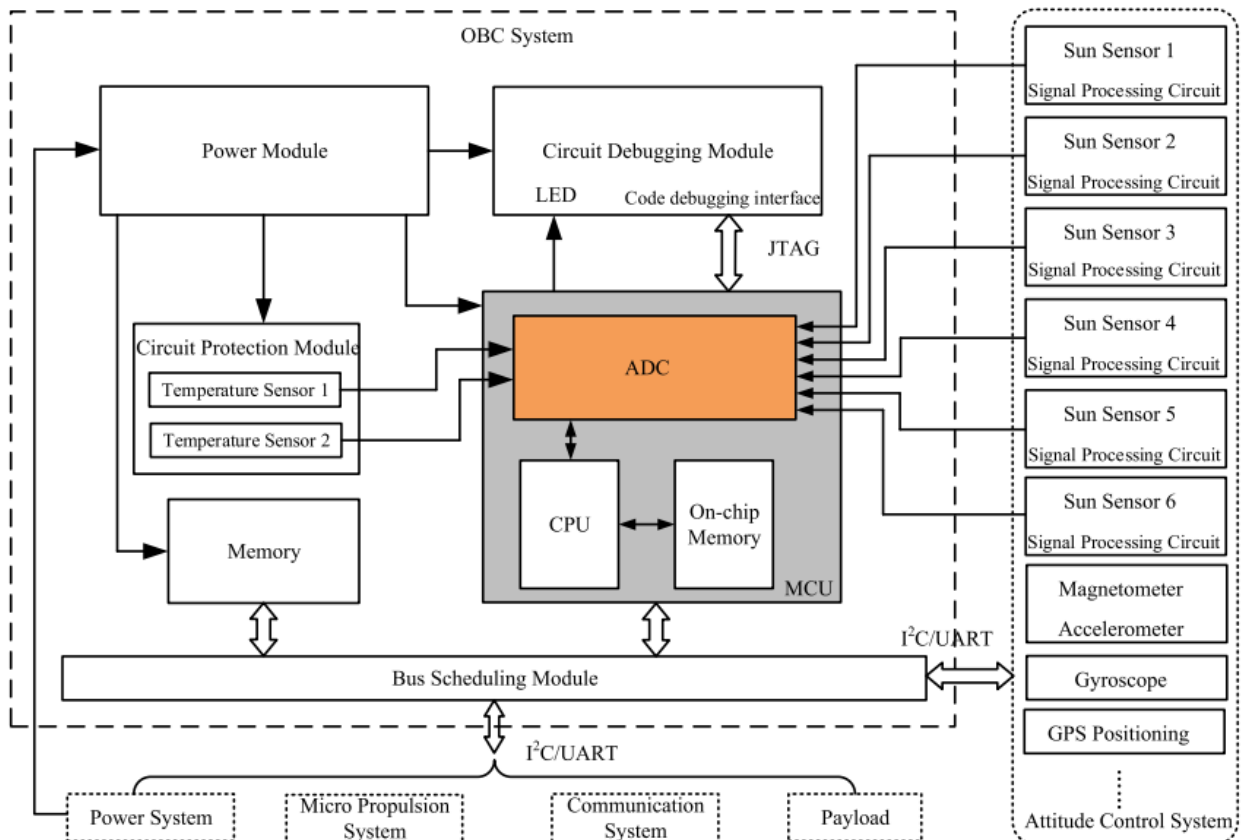 OBC System
Power Module
Circuit Debugging Module
LED
Code debugging interface
JTAG
Circuit Protection Module
Temperature Sensor 1
Temperature Sensor 2
Memory
ADC
CPU
On-chip
Memory
MCU
Bus Scheduling Module
I²C/UART
I²C/UART
Power System
Micro Propulsion
System
Communication
System
Payload
Sun Sensor 1
Signal Processing Circuit
Sun Sensor 2
Signal Processing Circuit
Sun Sensor 3
Signal Processing Circuit
Sun Sensor 4
Signal Processing Circuit
Sun Sensor 5
Signal Processing Circuit
Sun Sensor 6
Signal Processing Circuit
Magnetometer
Accelerometer
Gyroscope
GPS Positioning
Attitude Control System